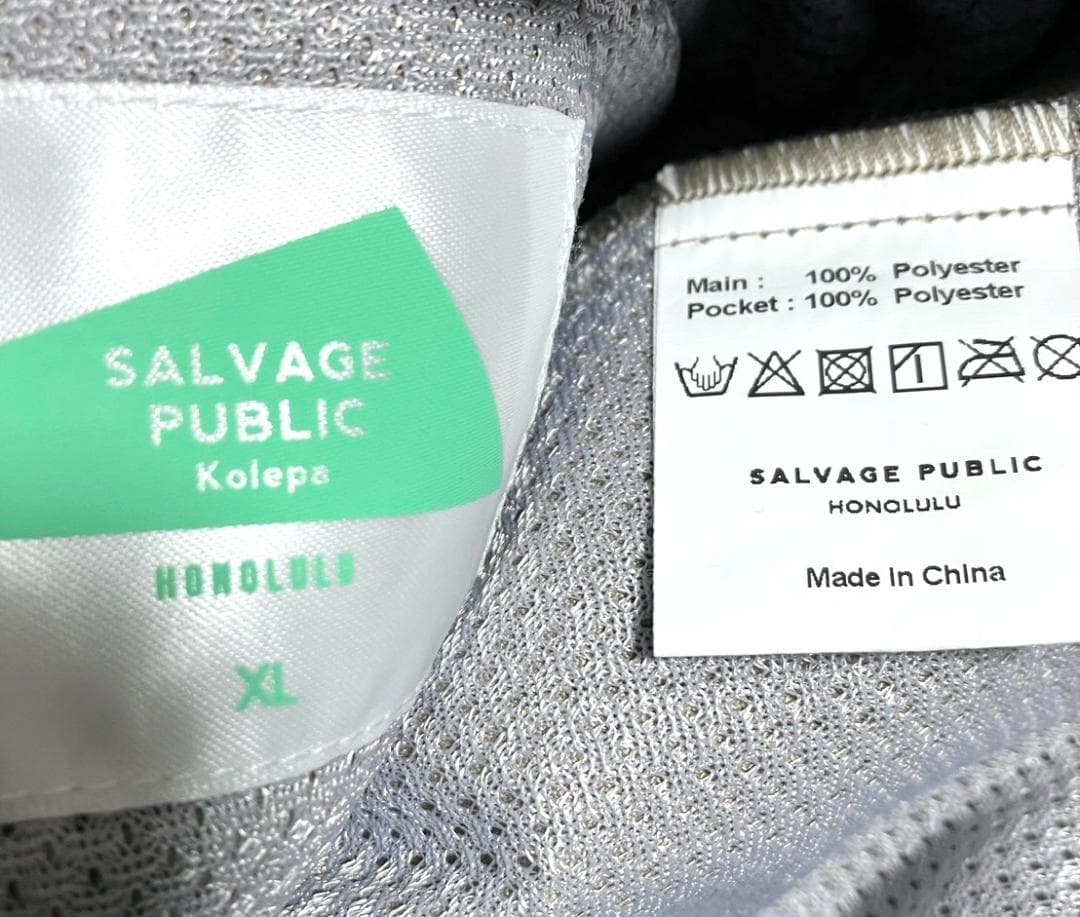 SALVAGE
PUBLIC
Kolepa
HONOLULU
XL
Main : 100% Polyester
Pocket : 100% Polyester
1
SALVAGE PUBLIC
HONOLULU
Made In China